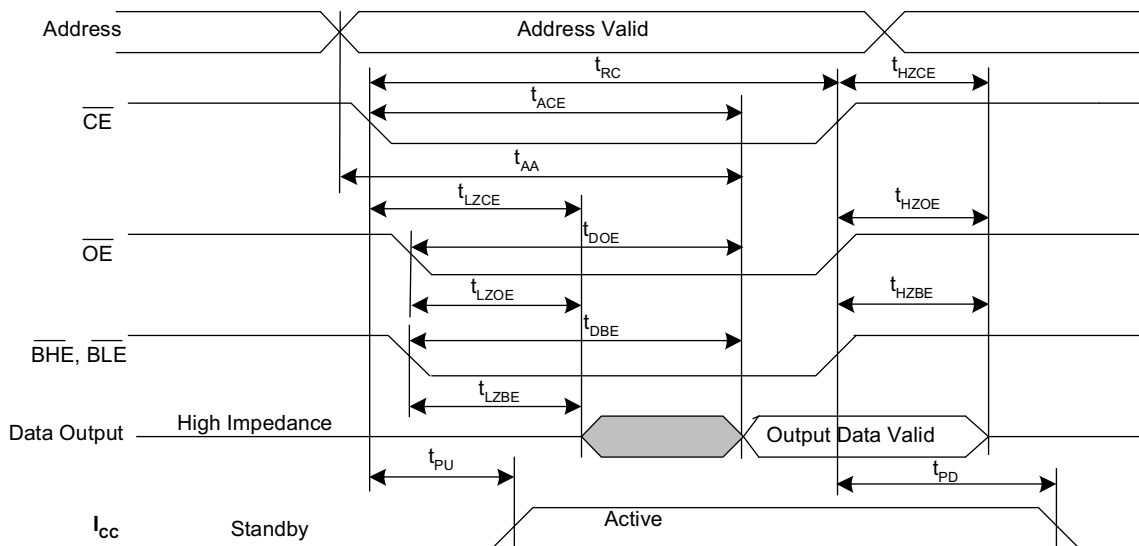 Address
Address Valid
tRC
tHZCE
tACE
CE
tAA
tLZCE
tHZOE
tDOE
OE
tLZOE
tHZBE
tDBE
BHE, BLE
tLZBE
High Impedance
Data Output
Output Data Valid
tPU
tPD
ICC
Standby
Active